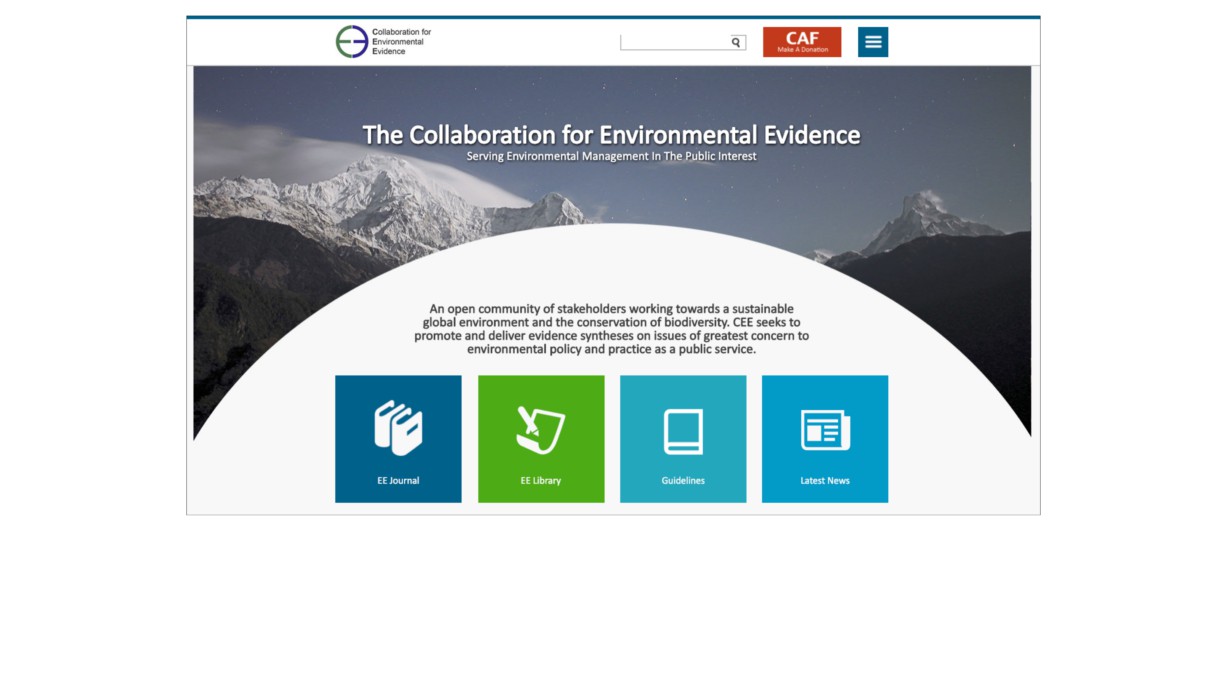 Collaboration for
Environmental
Evidence
CAF
Make A Donation
The Collaboration for Environmental Evidence
Serving Environmental Management In The Public Interest
An open community of stakeholders working towards a sustainable
global environment and the conservation of biodiversity. CEE seeks to
promote and deliver evidence syntheses on issues of greatest concern to
environmental policy and practice as a public service.
EE Journal
EE Library
Guidelines
Latest News